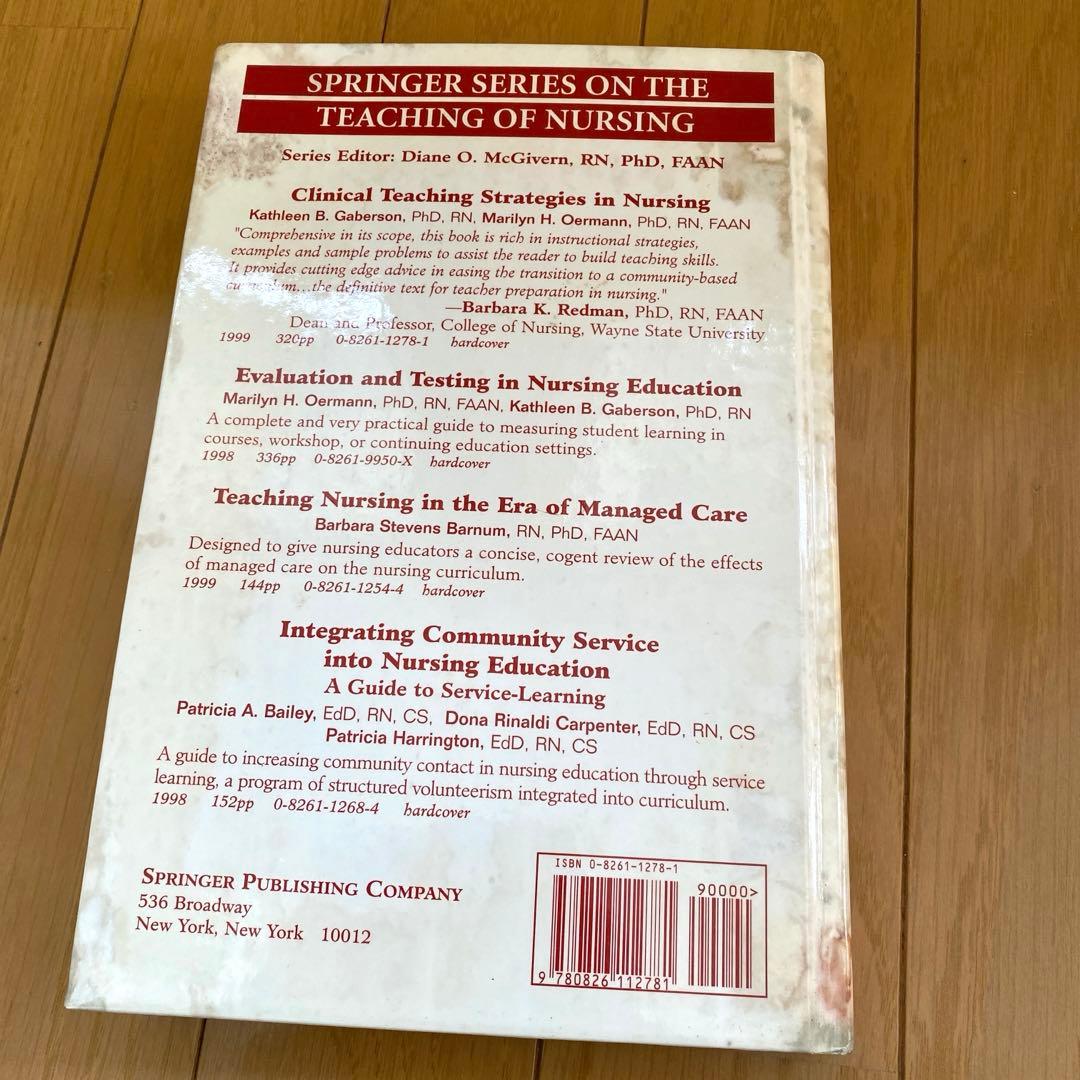 SPRINGER SERIES ON THE
TEACHING OF NURSING
Series Editor: Diane O. McGivern, RN, PhD, FAAN
Clinical Teaching Strategies in Nursing
Kathleen B. Gaberson, PhD, RN, Marilyn H. Oermann, PhD, RN, FAAN
"Comprehensive in its scope, this book is rich in instructional strategies,
examples and sample problems to assist the reader to build teaching skills.
It provides cutting edge advice in easing the transition to a community-based
curriculum...the definitive text for teacher preparation in nursing."
—Barbara K. Redman, PhD, RN, FAAN
Dean and Professor, College of Nursing, Wayne State University
1999 320pp 0-8261-1278-1 hardcover
Evaluation and Testing in Nursing Education
Marilyn H. Oermann, PhD, RN, FAAN, Kathleen B. Gaberson, PhD, RN
A complete and very practical guide to measuring student learning in
courses, workshop, or continuing education settings.
1998 336pp 0-8261-9950-X hardcover
Teaching Nursing in the Era of Managed Care
Barbara Stevens Barnum, RN, PhD, FAAN
Designed to give nursing educators a concise, cogent review of the effects
of managed care on the nursing curriculum.
1999 144pp 0-8261-1254-4 hardcover
Integrating Community Service
into Nursing Education
A Guide to Service-Learning
Patricia A. Bailey, EdD, RN, CS, Dona Rinaldi Carpenter, EdD, RN, CS
Patricia Harrington, EdD, RN, CS
A guide to increasing community contact in nursing education through service
learning, a program of structured volunteerism integrated into curriculum.
1998 152pp 0-8261-1268-4 hardcover
SPRINGER PUBLISHING COMPANY
536 Broadway
New York, New York 10012
ISBN 0-8261-1278-1
90000>
9 780826 112781